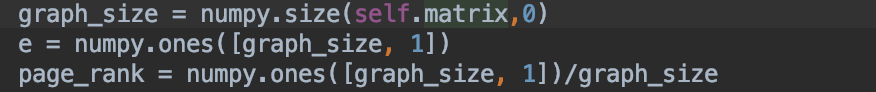 graph_size = numpy.size(self.matrix,0)
e = numpy.ones([graph_size, 1])
page_rank = numpy.ones([graph_size, 1])/graph_size